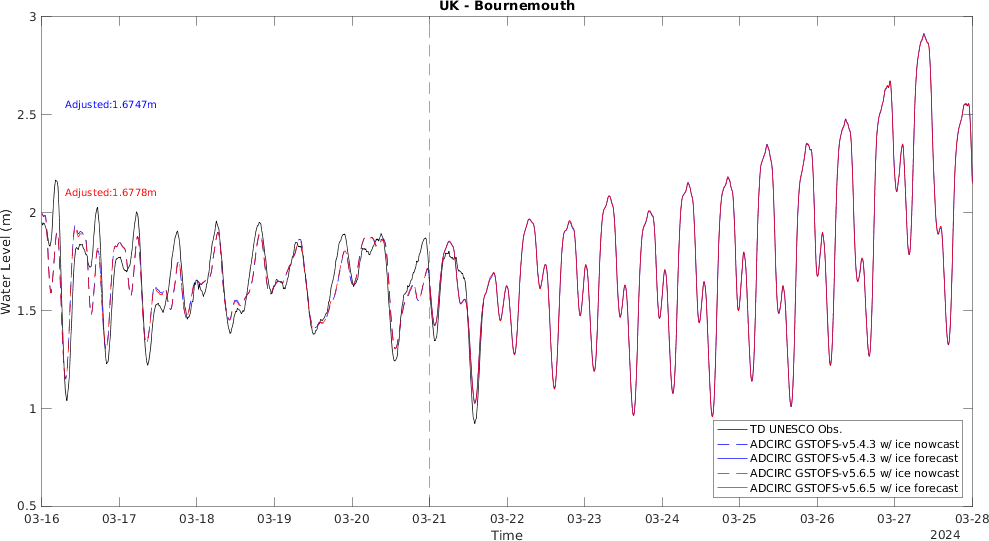 UK - Bournemouth
3
2.5
2
1.5
1
0.5
Water Level (m)
Adjusted:1.6747m
Adjusted:1.6778m
TD UNESCO Obs.
ADCIRC GSTOFS-v5.4.3 w/ ice nowcast
ADCIRC GSTOFS-v5.4.3 w/ ice forecast
ADCIRC GSTOFS-v5.6.5 w/ ice nowcast
ADCIRC GSTOFS-v5.6.5 w/ ice forecast
03-16 03-17 03-18 03-19 03-20 03-21 03-22 03-23 03-24 03-25 03-26 03-27 03-28
2024
Time